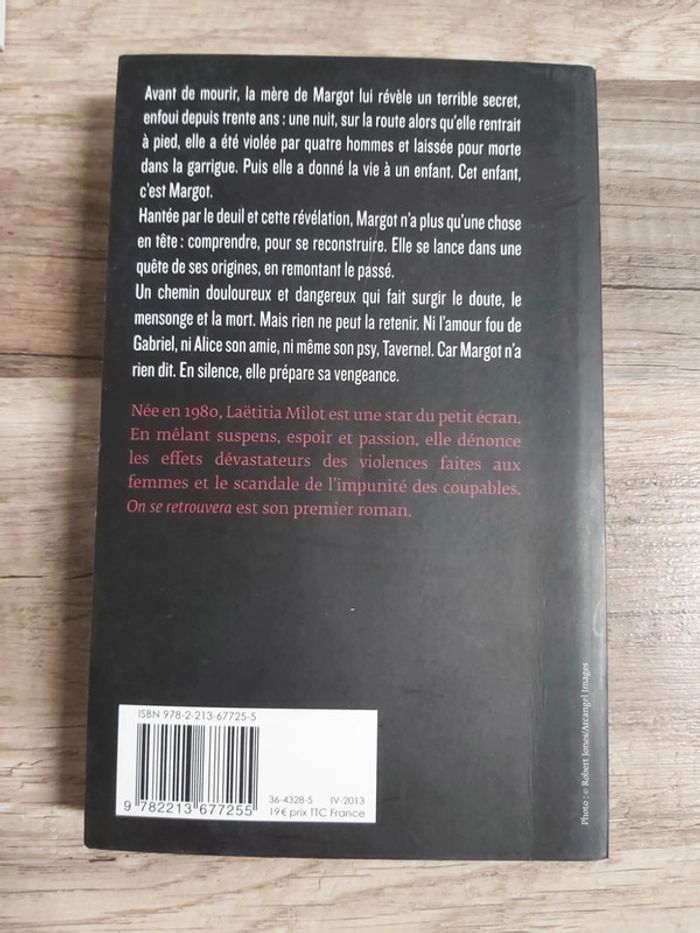 Avant de mourir, la mère de Margot lui révèle un terrible secret,
enfoui depuis trente ans : une nuit, sur la route alors qu'elle rentrait
à pied, elle a été violée par quatre hommes et laissée pour morte
dans la garrigue. Puis elle a donné la vie à un enfant. Cet enfant,
c'est Margot.
Hantée par le deuil et cette révélation, Margot n'a plus qu'une chose
en tête : comprendre, pour se reconstruire. Elle se lance dans une
quête de ses origines, en remontant le passé.
Un chemin douloureux et dangereux qui fait surgir le doute, le
mensonge et la mort. Mais rien ne peut la retenir. Ni l'amour fou de
Gabriel, ni Alice son amie, ni même son psy, Tavernel. Car Margot n'a
rien dit. En silence, elle prépare sa vengeance.
Née en 1980, Laëtitia Milot est une star du petit écran.
En mêlant suspens, espoir et passion, elle dénonce
les effets dévastateurs des violences faites aux
femmes et le scandale de l'impunité des coupables.
On se retrouvera est son premier roman.
ISBN 978-2-213-67725-5
9 782213 677255
36-4328-5 IV-2013
19 € prix TTC France
Photo : © Robert Jones/Arcangel Images